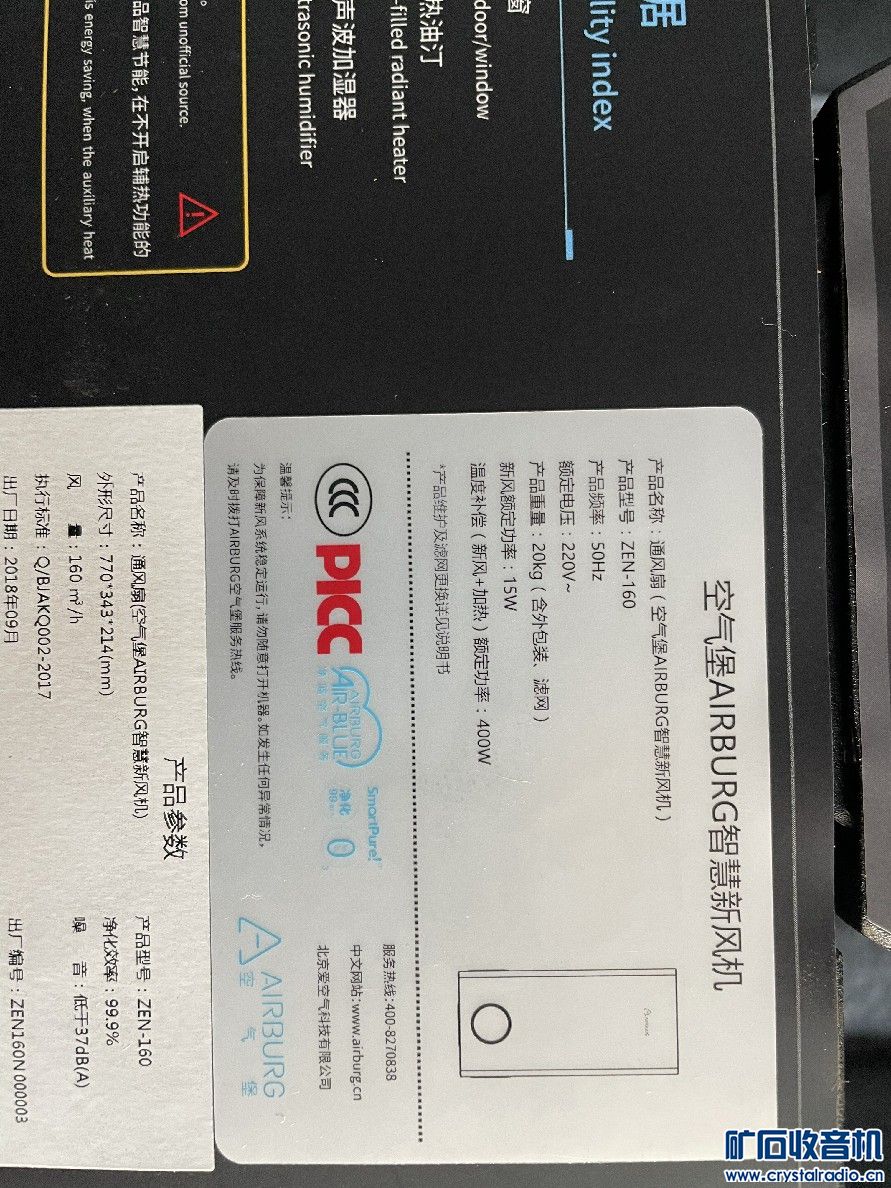 居
lity index
窗
door/window
热油汀
-filled radiant heater
声波加湿器
trasonic humidifier
om unofficial source.
品智慧节能,在不开启辅热功能的
is energy saving, when the auxiliary heat
空气堡AIRBURG智慧新风机
产品名称：通风扇（空气堡AIRBURG智慧新风机）
产品型号：ZEN-160
产品频率：50Hz
额定电压：220V~
产品重量：20kg（含外包装、滤网）
新风额定功率：15W
温度补偿（新风+加热）额定功率：400W
*产品维护及滤网更换详见说明书
CCC
PICC
AIRBURG
AIR-BLUE
净化
SmartPure!
0
服务热线:400-8270838
中文网站:www.airburg.cn
北京爱空气科技有限公司
温馨提示：
为保障新风系统稳定运行,请勿随意打开机器。如发生任何异常情况,
请及时拨打AIRBURG空气堡服务热线。
AIRBURG
空气堡
产品参数
产品名称：通风扇(空气堡AIRBURG智慧新风机)
产品型号：ZEN-160
外形尺寸：770*343*214(mm)
净化效率：99.9%
风 量：160 m³/h
噪 音：低于37dB(A)
执行标准：Q/BJAKQ002-2017
出厂日期：2018年09月
出厂编号：ZEN160N000003
矿石收音机
www.crystalradio.cn